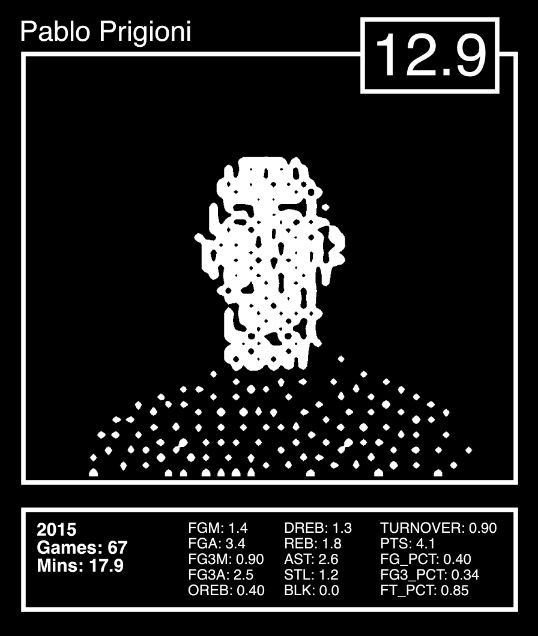 Pablo Prigioni
12.9
2015
Games: 67
Mins: 17.9
FGM: 1.4
FGA: 3.4
FG3M: 0.90
FG3A: 2.5
OREB: 0.40
DREB: 1.3
REB: 1.8
AST: 2.6
STL: 1.2
BLK: 0.0
TURNOVER: 0.90
PTS: 4.1
FG_PCT: 0.40
FG3_PCT: 0.34
FT_PCT: 0.85